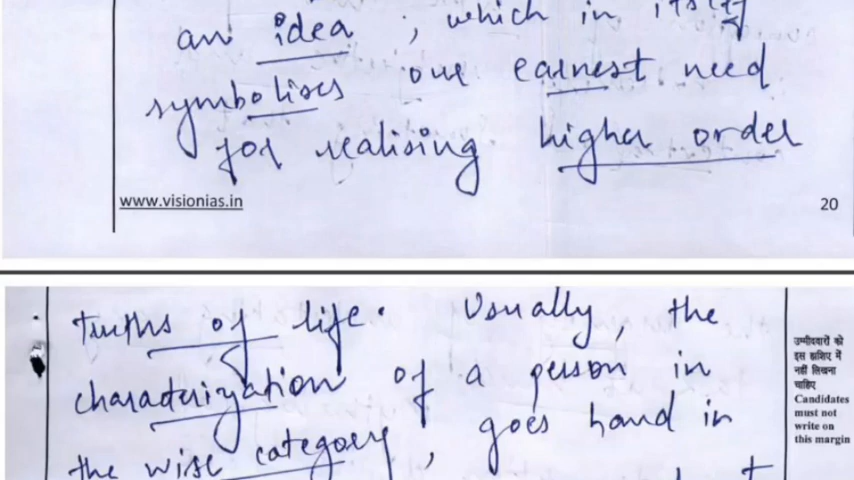 an idea, which in itself
symbolises our earnest need
for realising higher order
www.visionias.in
20
truths of life. Usually, the
characterization of a person in
the wise category, goes hand in
उम्मीदवारों को
इस हाशिए में
नहीं लिखना
चाहिए
Candidates
must not
write on
this margin